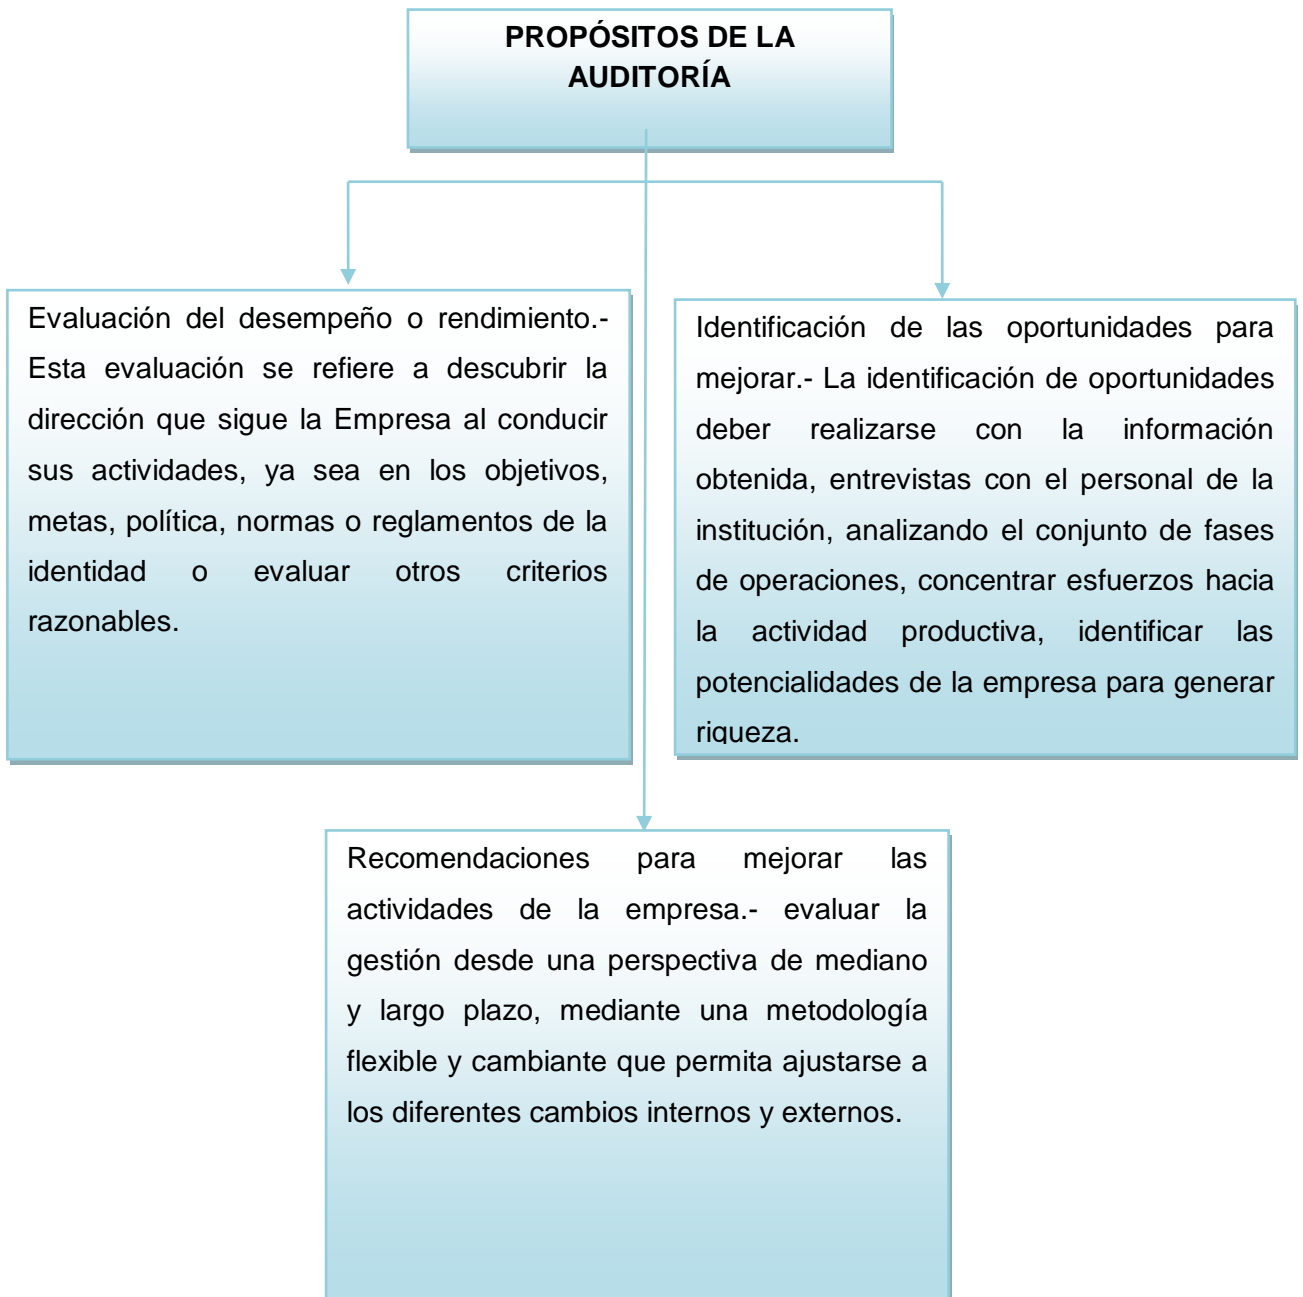 PROPÓSITOS DE LA
AUDITORÍA
Evaluación del desempeño o rendimiento.-
Esta evaluación se refiere a descubrir la
dirección que sigue la Empresa al conducir
sus actividades, ya sea en los objetivos,
metas, política, normas o reglamentos de la
identidad o evaluar otros criterios
razonables.
Identificación de las oportunidades para
mejorar.- La identificación de oportunidades
deber realizarse con la información
obtenida, entrevistas con el personal de la
institución, analizando el conjunto de fases
de operaciones, concentrar esfuerzos hacia
la actividad productiva, identificar las
potencialidades de la empresa para generar
riqueza.
Recomendaciones para mejorar las
actividades de la empresa.- evaluar la
gestión desde una perspectiva de mediano
y largo plazo, mediante una metodología
flexible y cambiante que permita ajustarse a
los diferentes cambios internos y externos.